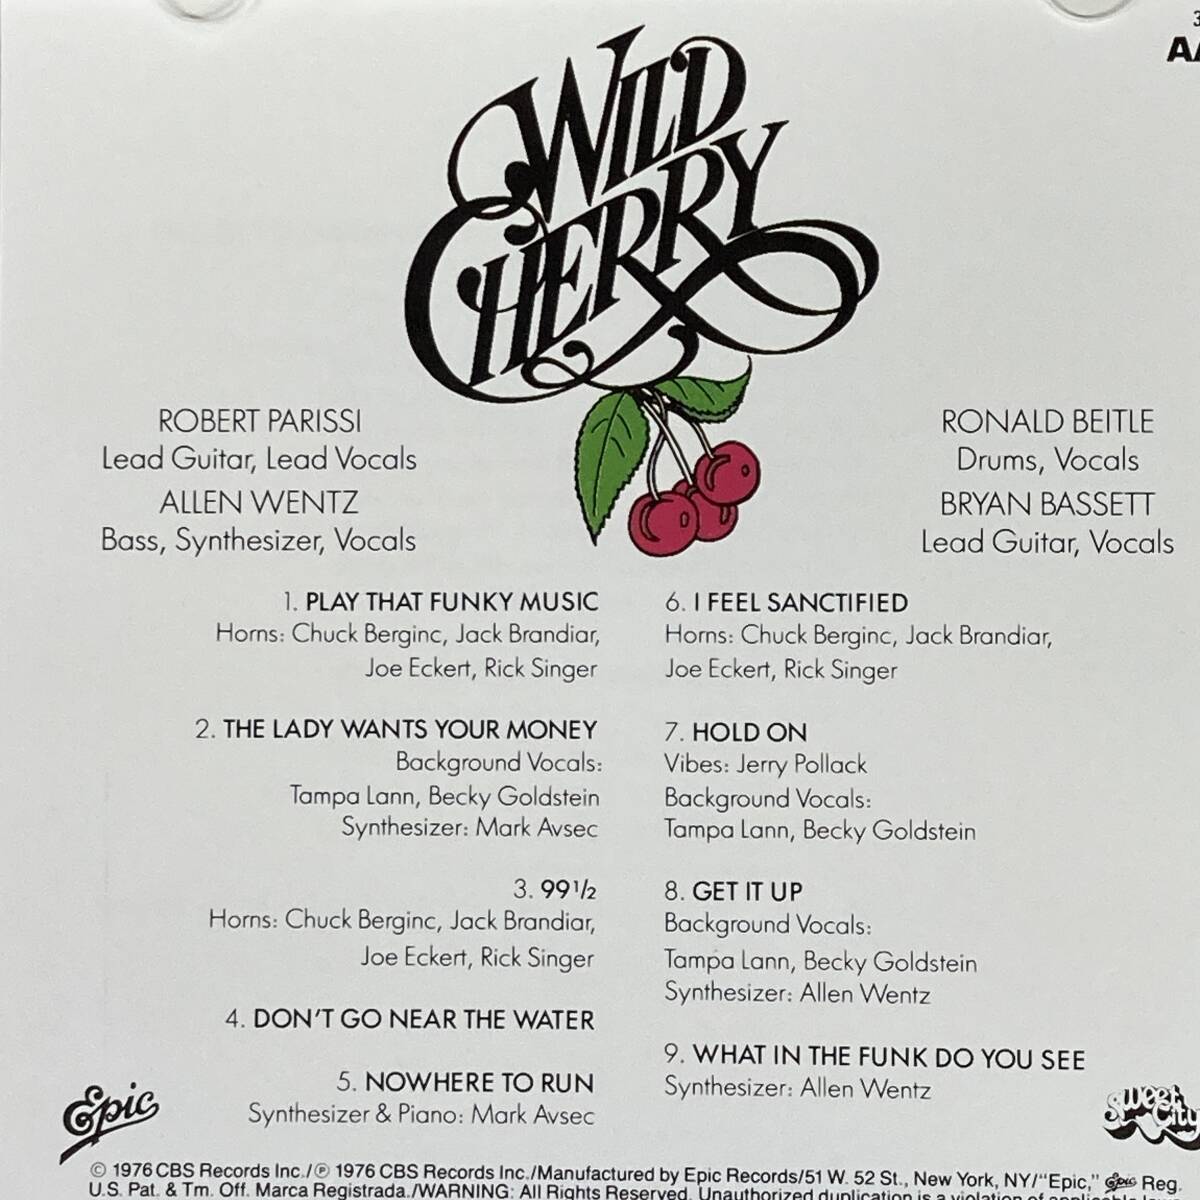 3
AA
WILD
CHERRY
ROBERT PARISSI
Lead Guitar, Lead Vocals
ALLEN WENTZ
Bass, Synthesizer, Vocals
RONALD BEITLE
Drums, Vocals
BRYAN BASSETT
Lead Guitar, Vocals
1. PLAY THAT FUNKY MUSIC
Horns: Chuck Berginc, Jack Brandiar,
Joe Eckert, Rick Singer
2. THE LADY WANTS YOUR MONEY
Background Vocals:
Tampa Lann, Becky Goldstein
Synthesizer: Mark Avsec
3. 99½
Horns: Chuck Berginc, Jack Brandiar,
Joe Eckert, Rick Singer
4. DON'T GO NEAR THE WATER
5. NOWHERE TO RUN
Synthesizer & Piano: Mark Avsec
6. I FEEL SANCTIFIED
Horns: Chuck Berginc, Jack Brandiar,
Joe Eckert, Rick Singer
7. HOLD ON
Vibes: Jerry Pollack
Background Vocals:
Tampa Lann, Becky Goldstein
8. GET IT UP
Background Vocals:
Tampa Lann, Becky Goldstein
Synthesizer: Allen Wentz
9. WHAT IN THE FUNK DO YOU SEE
Synthesizer: Allen Wentz
Epic
Sweet
City
© 1976 CBS Records Inc./℗ 1976 CBS Records Inc./Manufactured by Epic Records/51 W. 52 St., New York, NY/"Epic," Epic Reg.
U.S. Pat. & Tm. Off. Marca Registrada./WARNING: All Rights Reserved. Unauthorized duplication is a violation of applicable laws